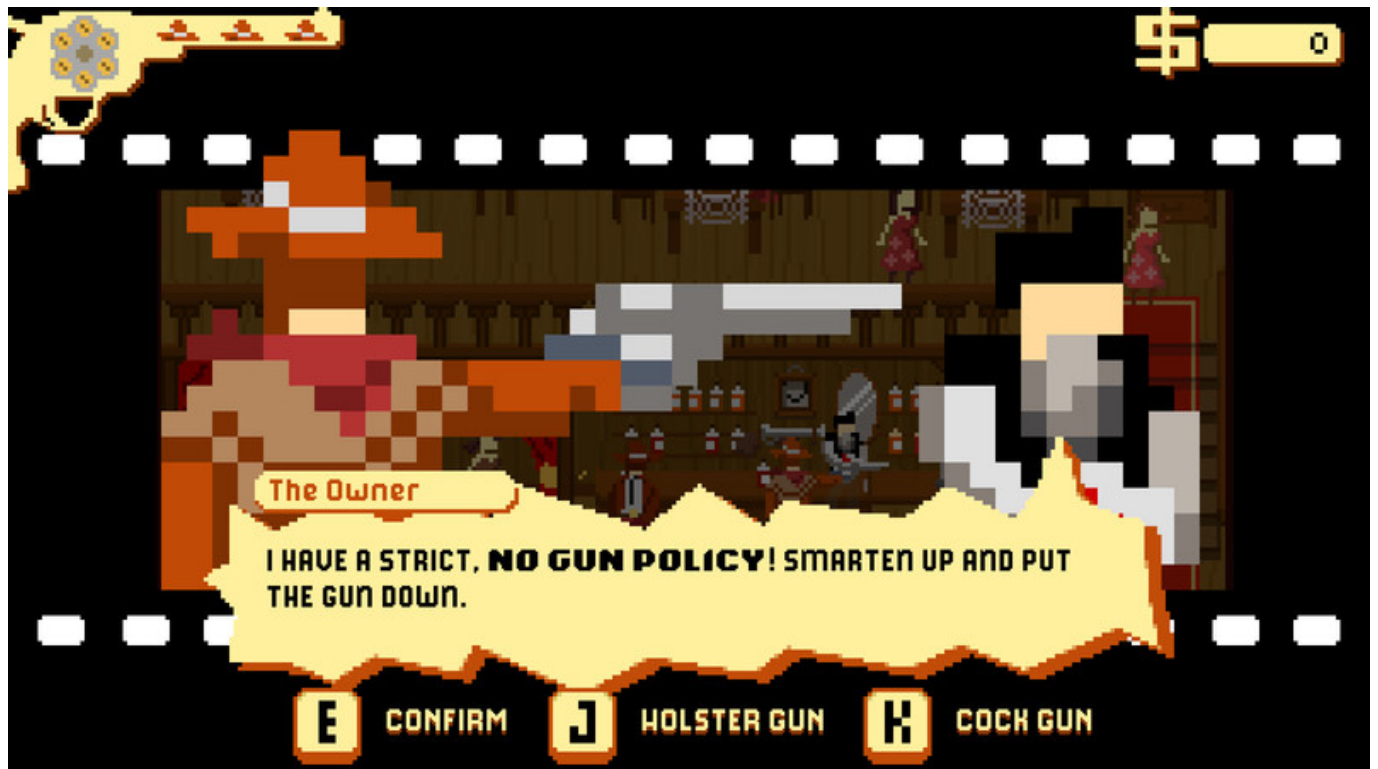 $ 0
The Owner
I HAVE A STRICT, NO GUN POLICY! SMARTEN UP AND PUT
THE GUN DOWN.
E CONFIRM J HOLSTER GUN K COCK GUN